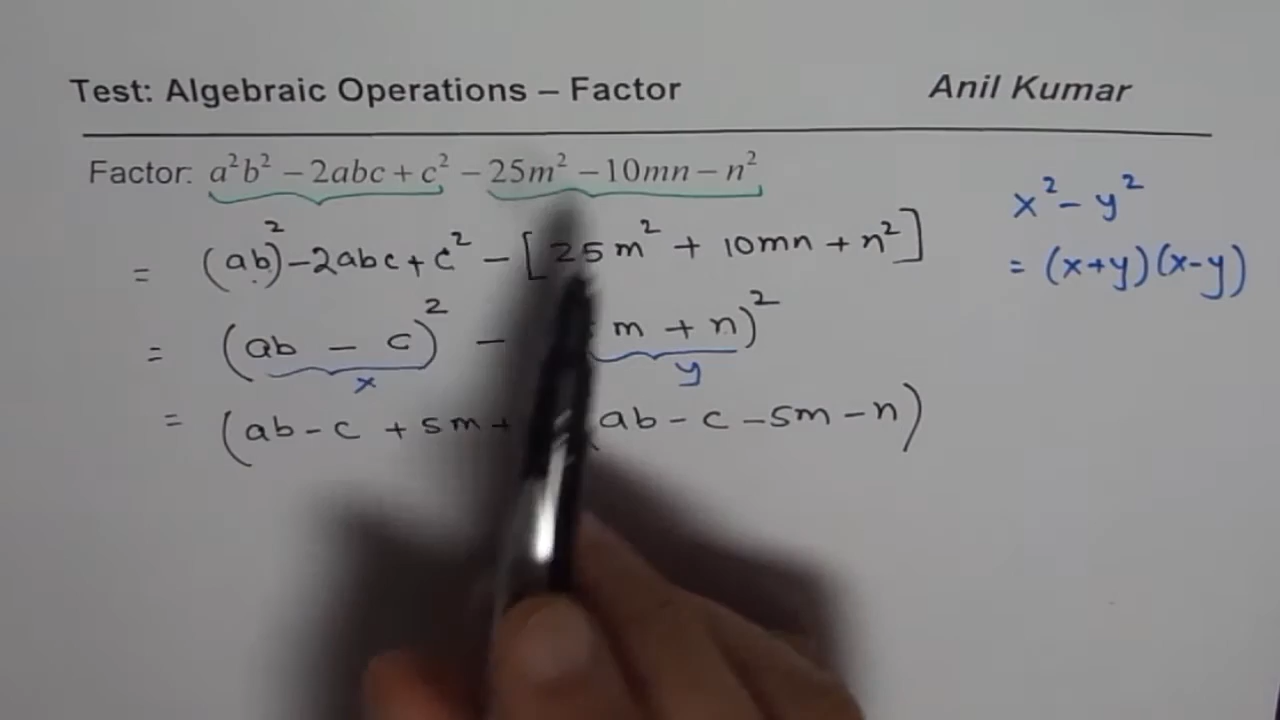 Test: Algebraic Operations – Factor Anil Kumar
Factor: a²b² – 2abc + c² – 25m² – 10mn – n²
x² – y²
= (ab)² – 2abc + c² – [25m² + 10mn + n²]
= (x+y)(x-y)
= (ab – c)² – m + n)²
x y
= (ab – c + 5m + (ab – c – 5m – n)